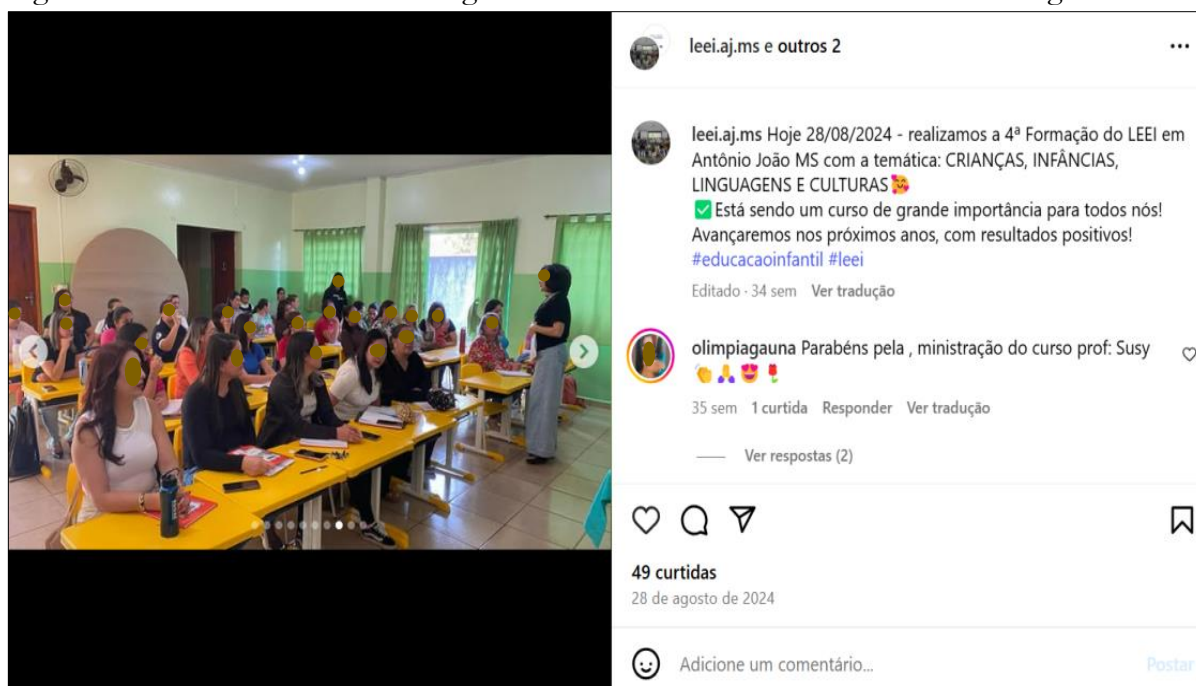 leei.aj.ms e outros 2
leei.aj.ms Hoje 28/08/2024 - realizamos a 4ª Formação do LEEI em
Antônio João MS com a temática: CRIANÇAS, INFÂNCIAS,
LINGUAGENS E CULTURAS🥰
✅Está sendo um curso de grande importância para todos nós!
Avançaremos nos próximos anos, com resultados positivos!
#educacaoinfantil #leei
Editado · 34 sem Ver tradução
olimpiagauna Parabéns pela , ministração do curso prof: Susy
👏🙏😍🌷
35 sem 1 curtida Responder Ver tradução
Ver respostas (2)
49 curtidas
28 de agosto de 2024
Adicione um comentário...
Postar